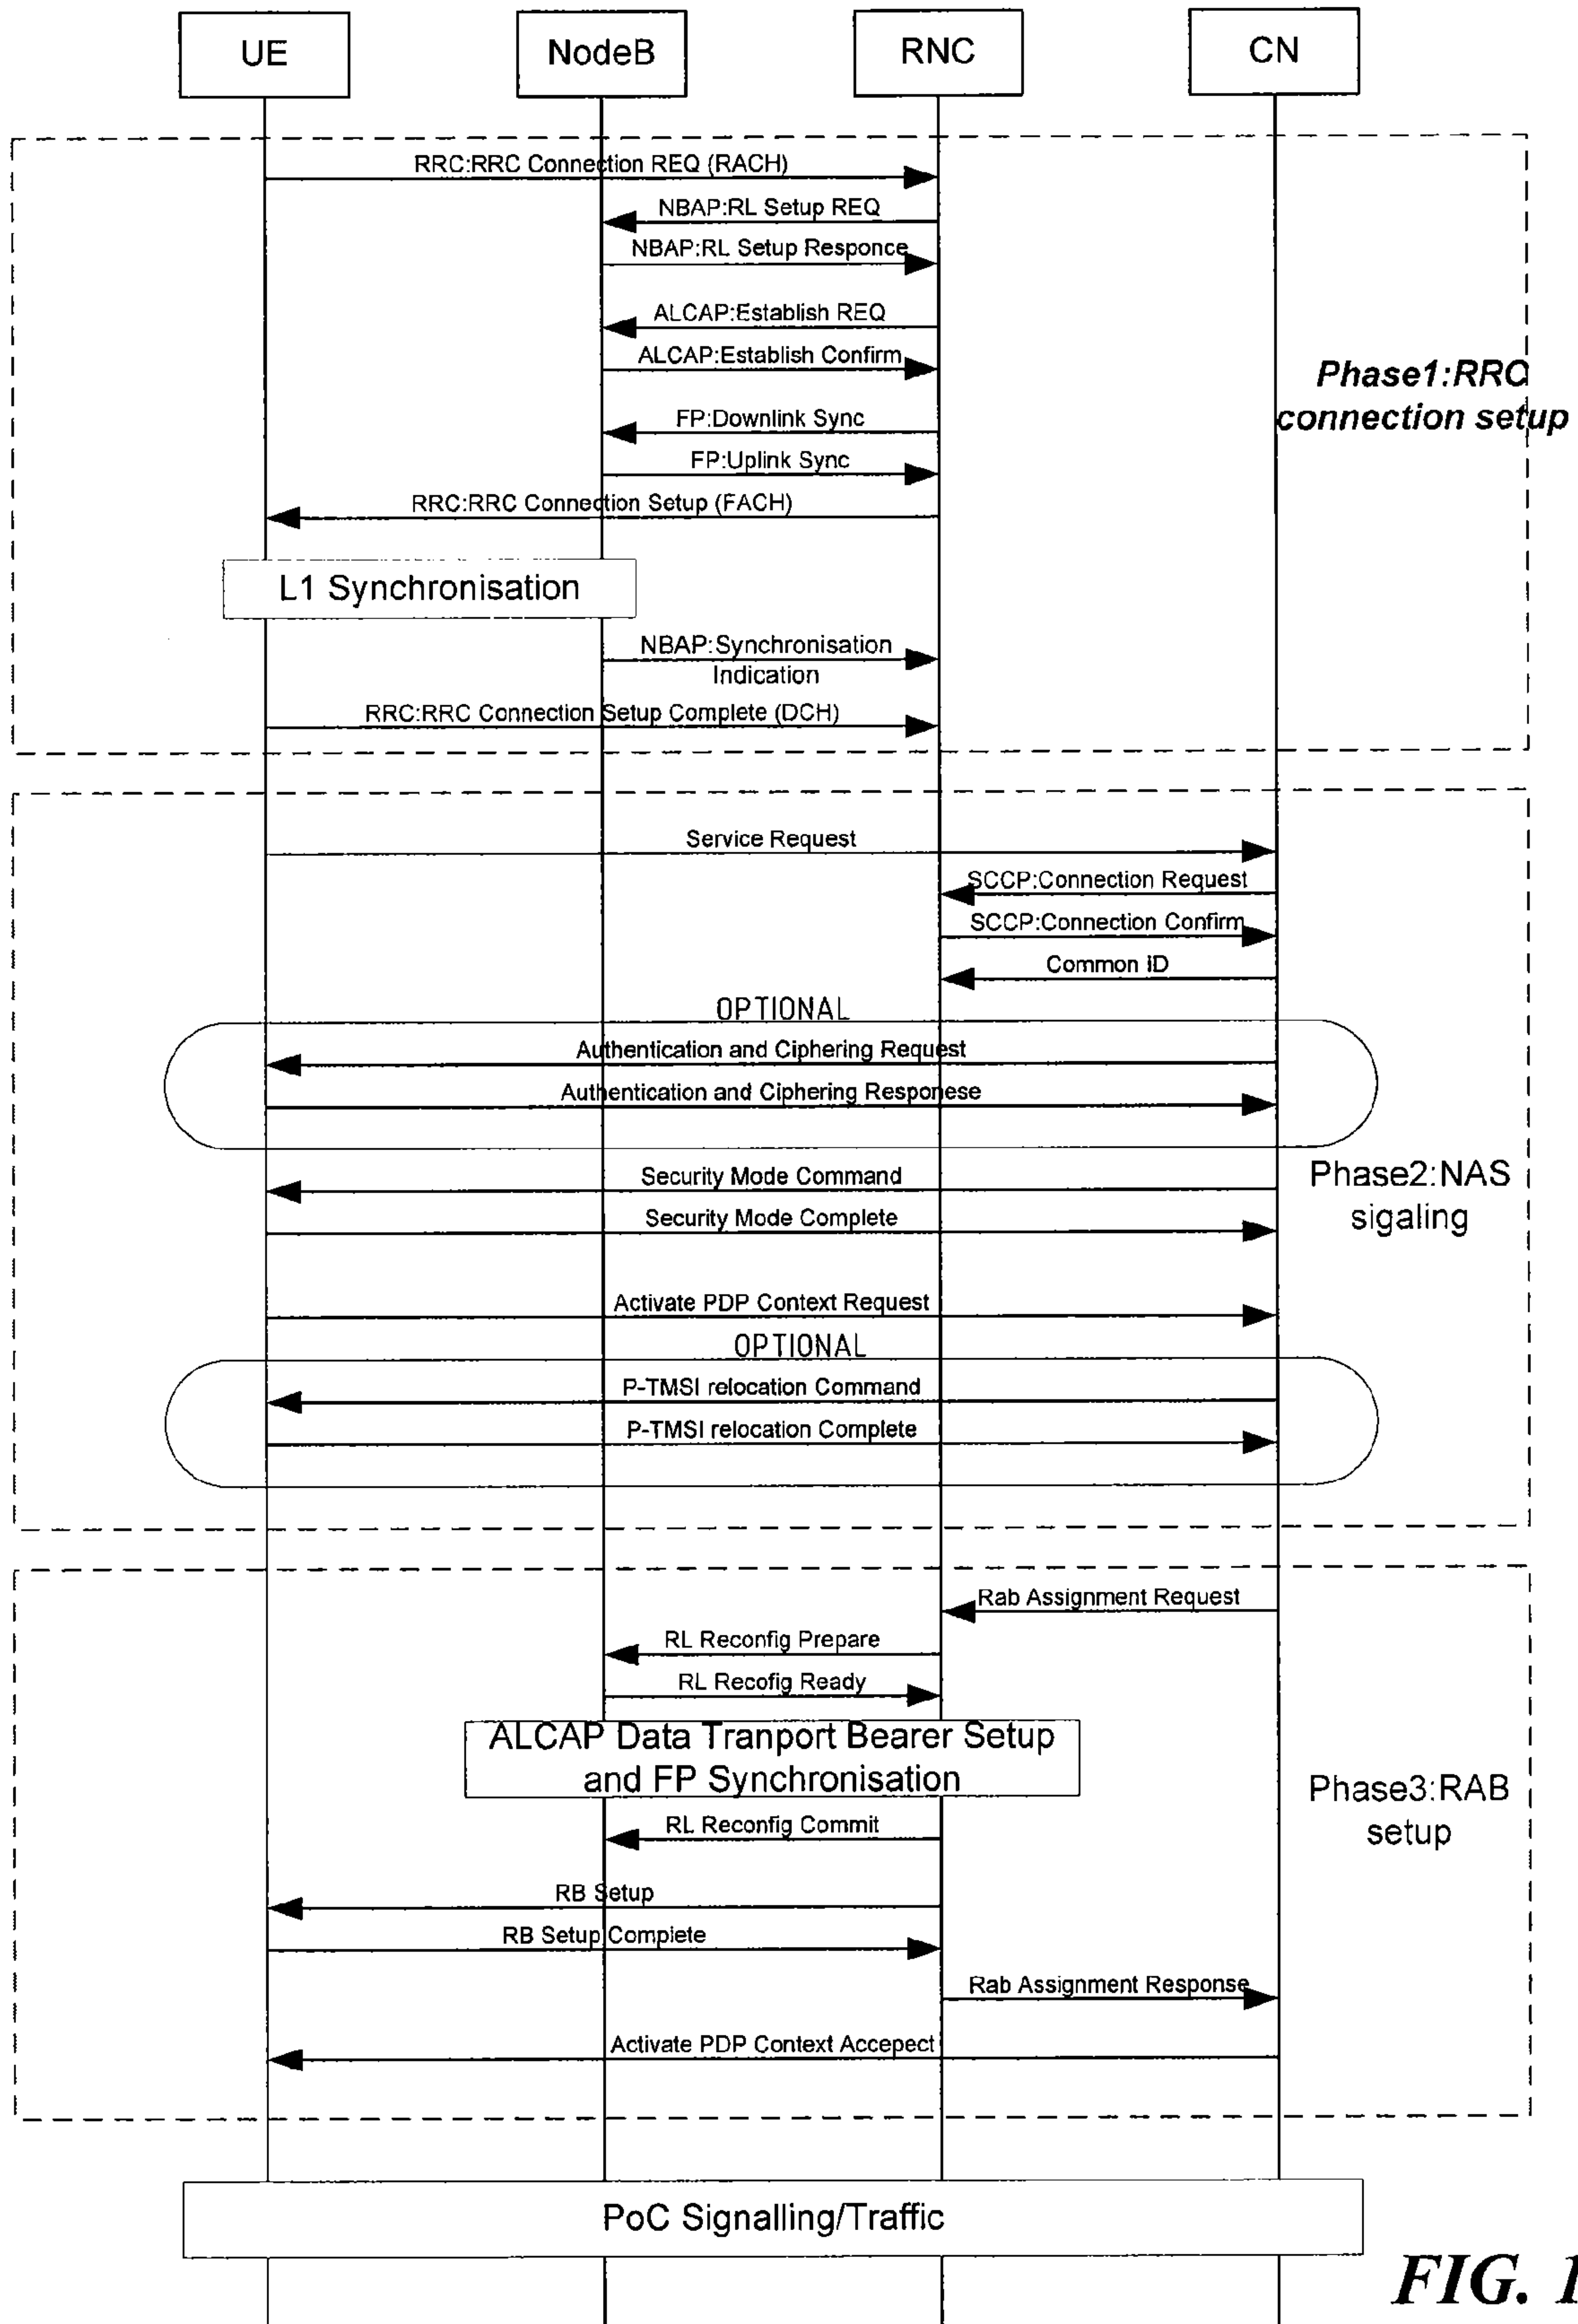 UE
NodeB
RNC
CN
RRC:RRC Connection REQ (RACH)
NBAP:RL Setup REQ
NBAP:RL Setup Responce
ALCAP:Establish REQ
ALCAP:Establish Confirm
Phase1:RRC
connection setup
FP:Downlink Sync
FP:Uplink Sync
RRC:RRC Connection Setup (FACH)
L1 Synchronisation
NBAP:Synchronisation
Indication
RRC:RRC Connection Setup Complete (DCH)
Service Request
SCCP:Connection Request
SCCP:Connection Confirm
Common ID
OPTIONAL
Authentication and Ciphering Request
Authentication and Ciphering Responese
Security Mode Command
Phase2:NAS
sigaling
Security Mode Complete
Activate PDP Context Request
OPTIONAL
P-TMSI relocation Command
P-TMSI relocation Complete
Rab Assignment Request
RL Reconfig Prepare
RL Recofig Ready
ALCAP Data Tranport Bearer Setup
and FP Synchronisation
Phase3:RAB
setup
RL Reconfig Commit
RB Setup
RB Setup Complete
Rab Assignment Response
Activate PDP Context Accepect
PoC Signalling/Traffic
FIG. 1